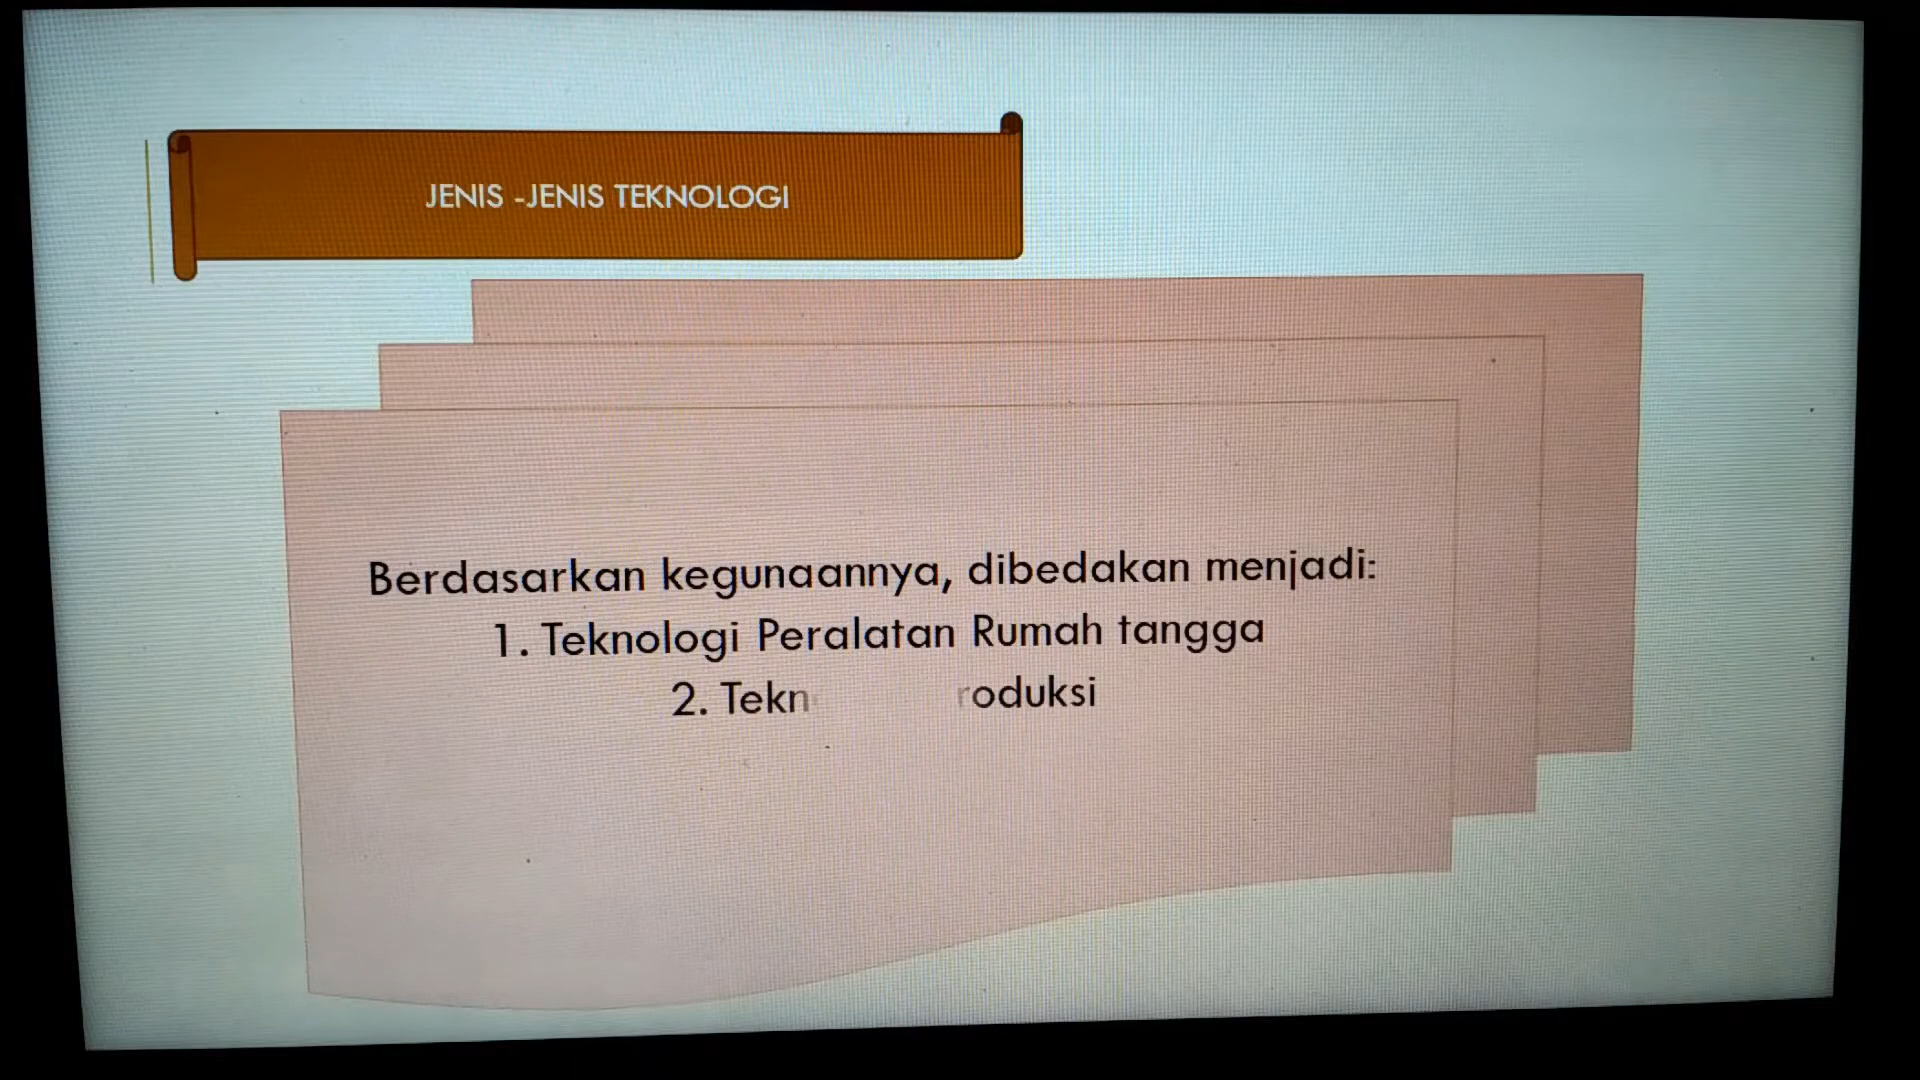 JENIS -JENIS TEKNOLOGI
Berdasarkan kegunaannya, dibedakan menjadi:
1. Teknologi Peralatan Rumah tangga
2. Tekn roduksi